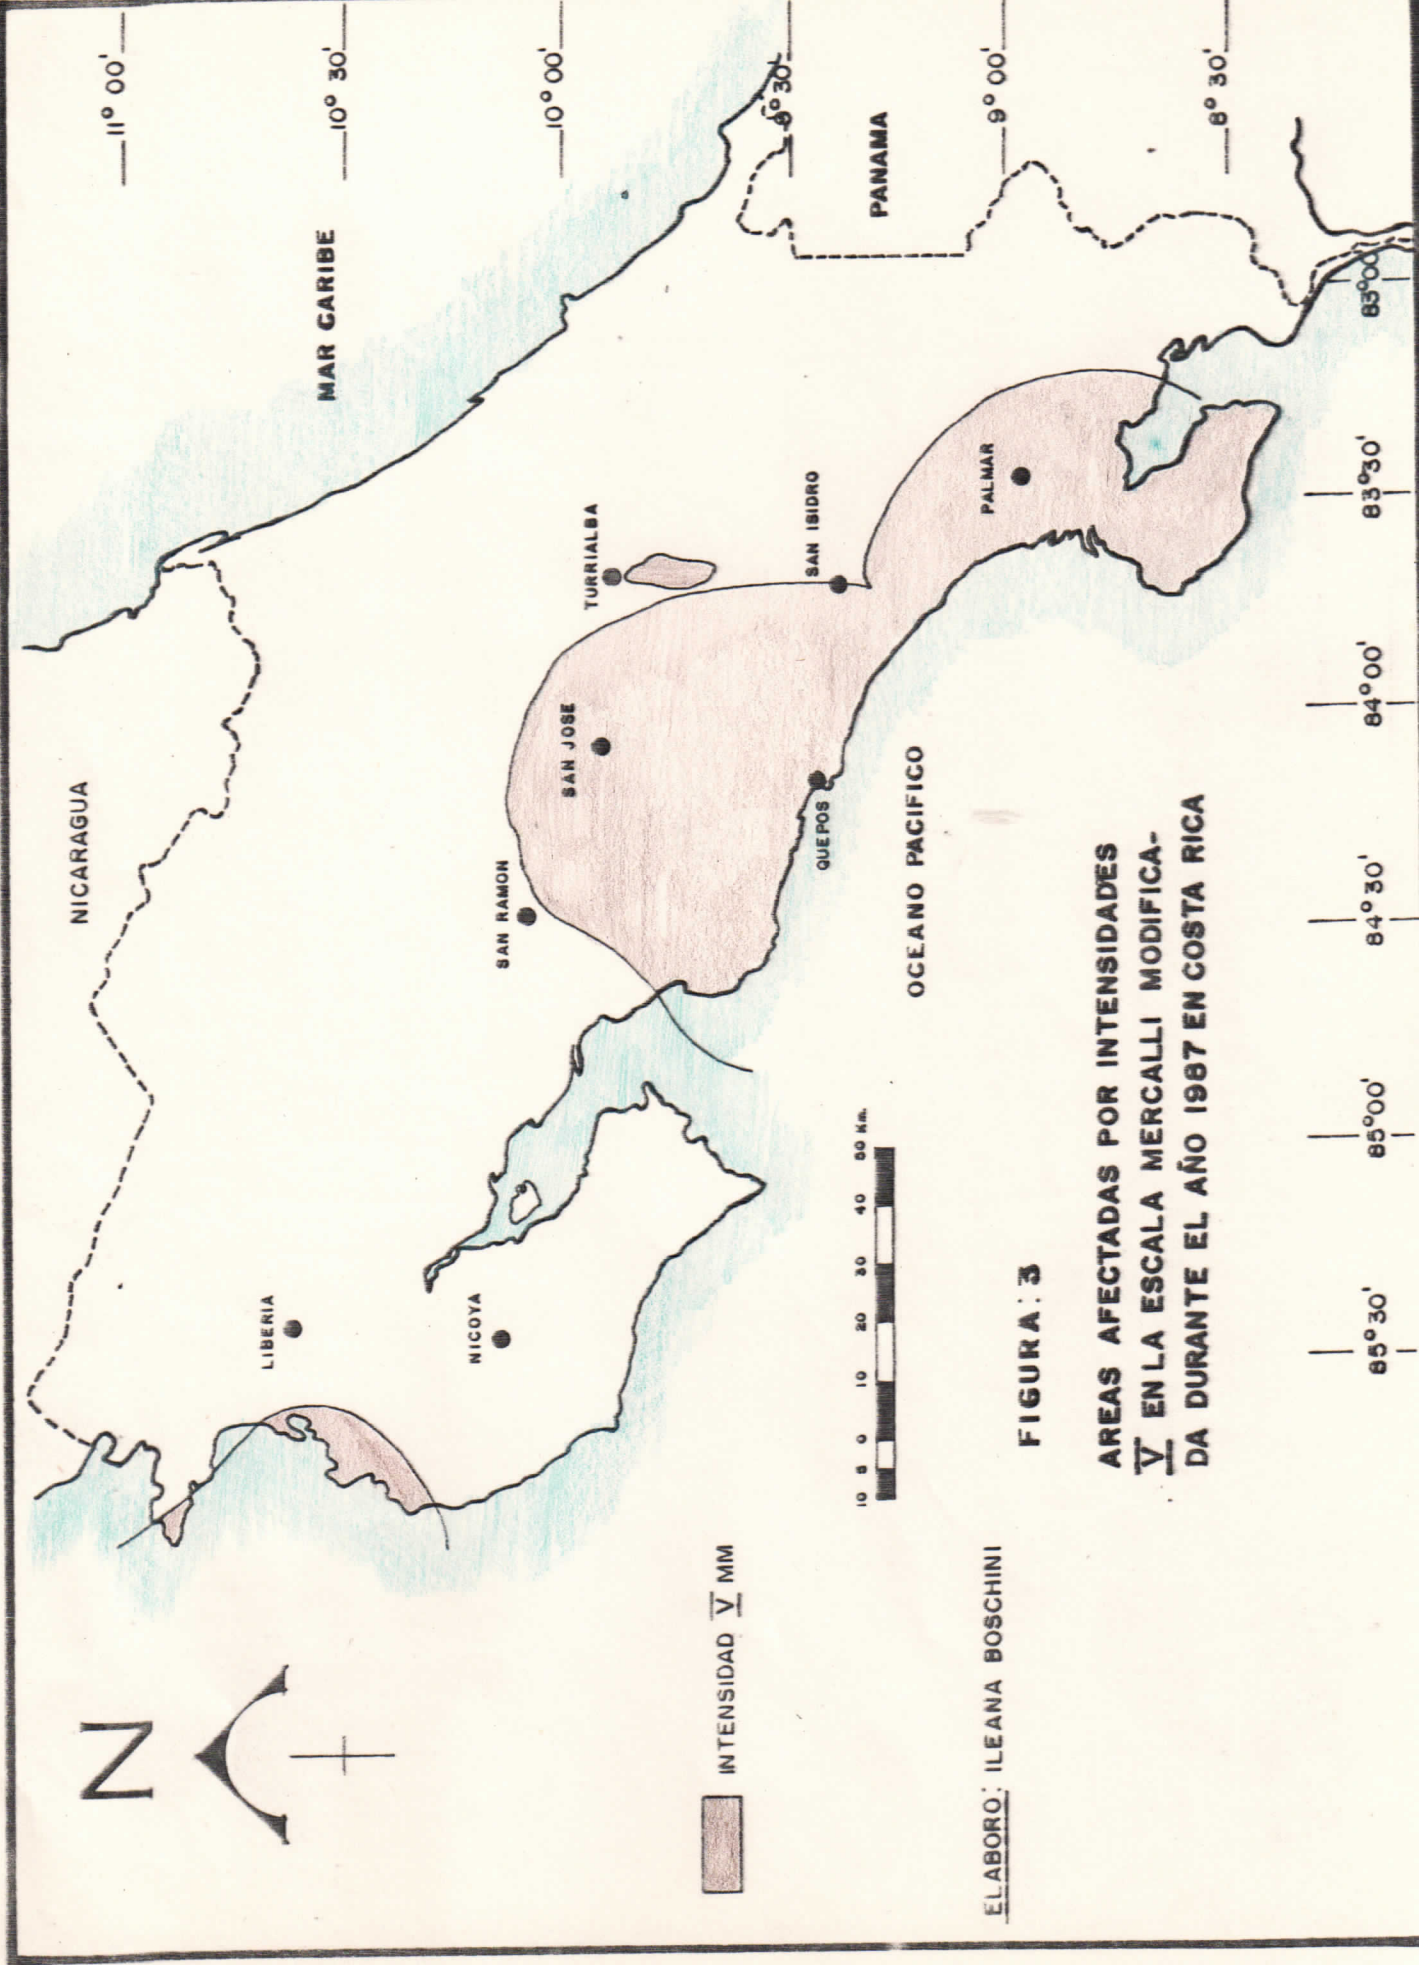 N
NICARAGUA
11° 00'
MAR CARIBE
10° 30'
LIBERIA
NICOYA
SAN RAMON
SAN JOSE
TURRIALBA
10° 00'
9° 30'
SAN ISIDRO
QUEPOS
PANAMA
INTENSIDAD V MM
10 5 0 10 20 30 40 50 Km.
OCEANO PACIFICO
PALMAR
9° 00'
8° 30'
ELABORO: ILEANA BOSCHINI
FIGURA: 3
AREAS AFECTADAS POR INTENSIDADES
V EN LA ESCALA MERCALLI MODIFICA-
DA DURANTE EL AÑO 1987 EN COSTA RICA
85°30'
85°00'
84°30'
84°00'
83°30'
83°00'